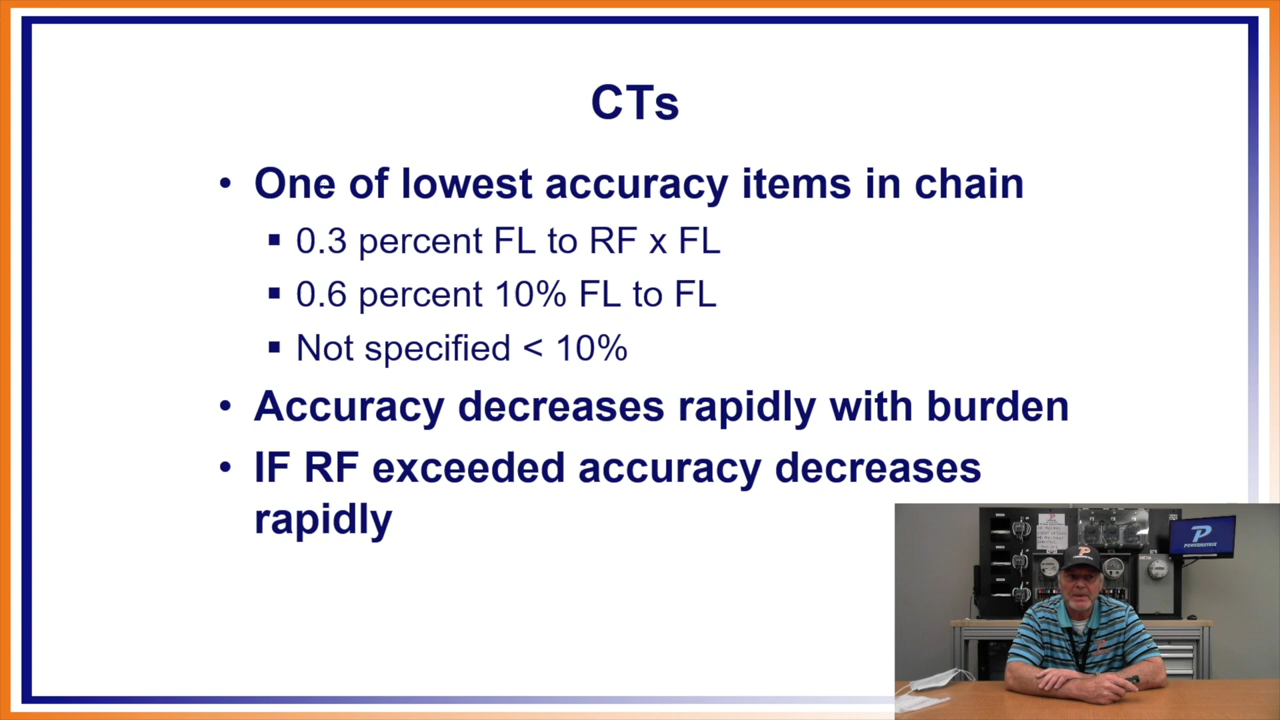 CTs
• One of lowest accuracy items in chain
▪ 0.3 percent FL to RF x FL
▪ 0.6 percent 10% FL to FL
▪ Not specified < 10%
• Accuracy decreases rapidly with burden
• IF RF exceeded accuracy decreases
rapidly
P
POWERMETRIX